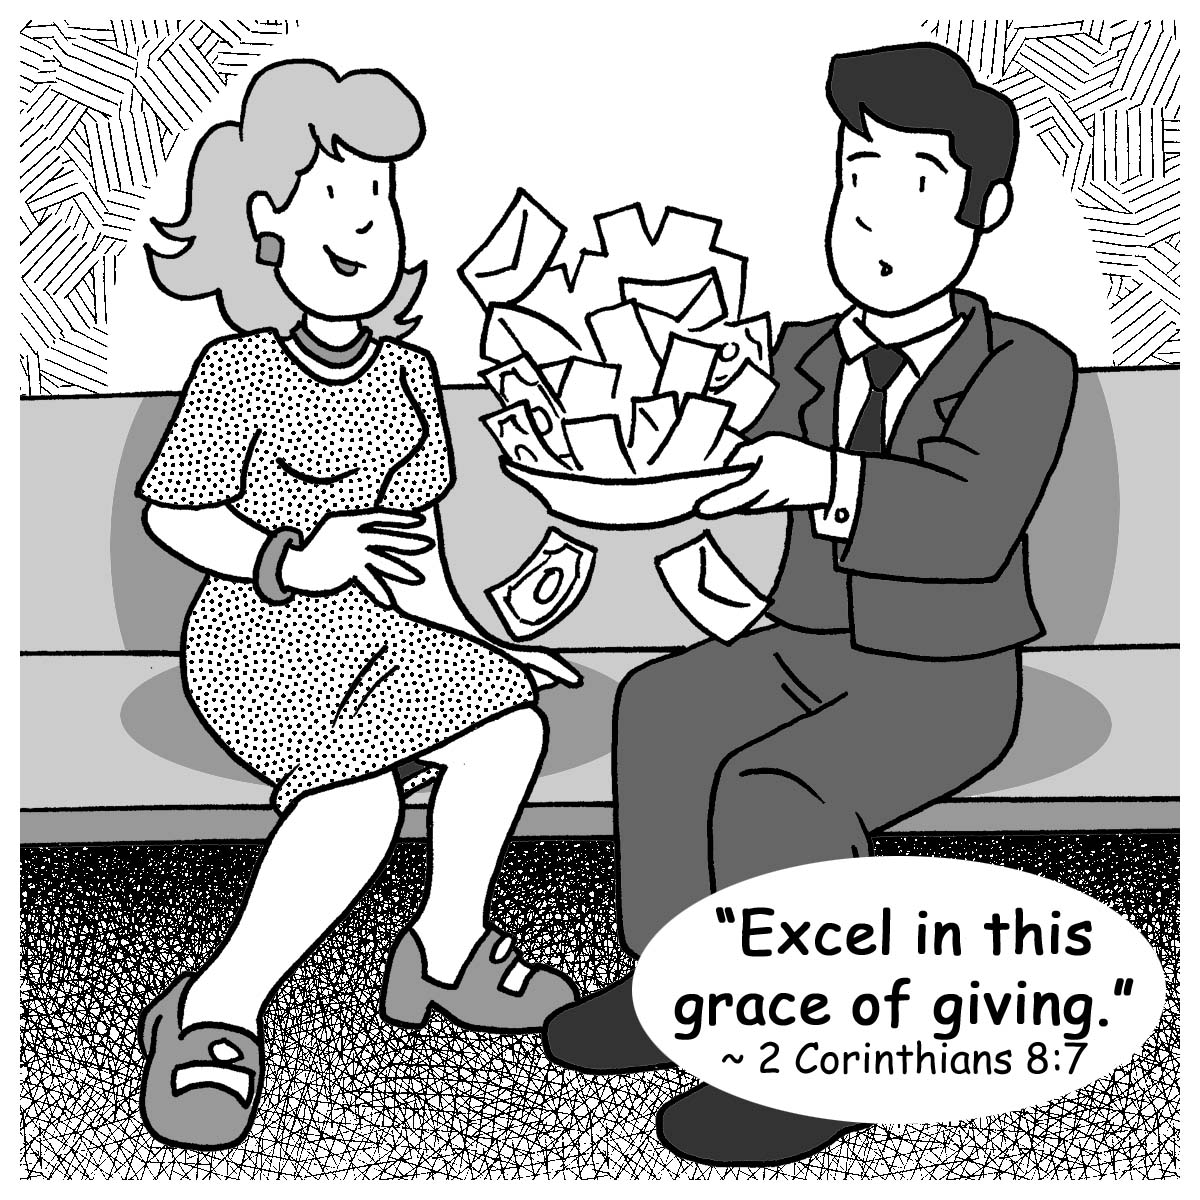 "Excel in this
grace of giving."
~ 2 Corinthians 8:7